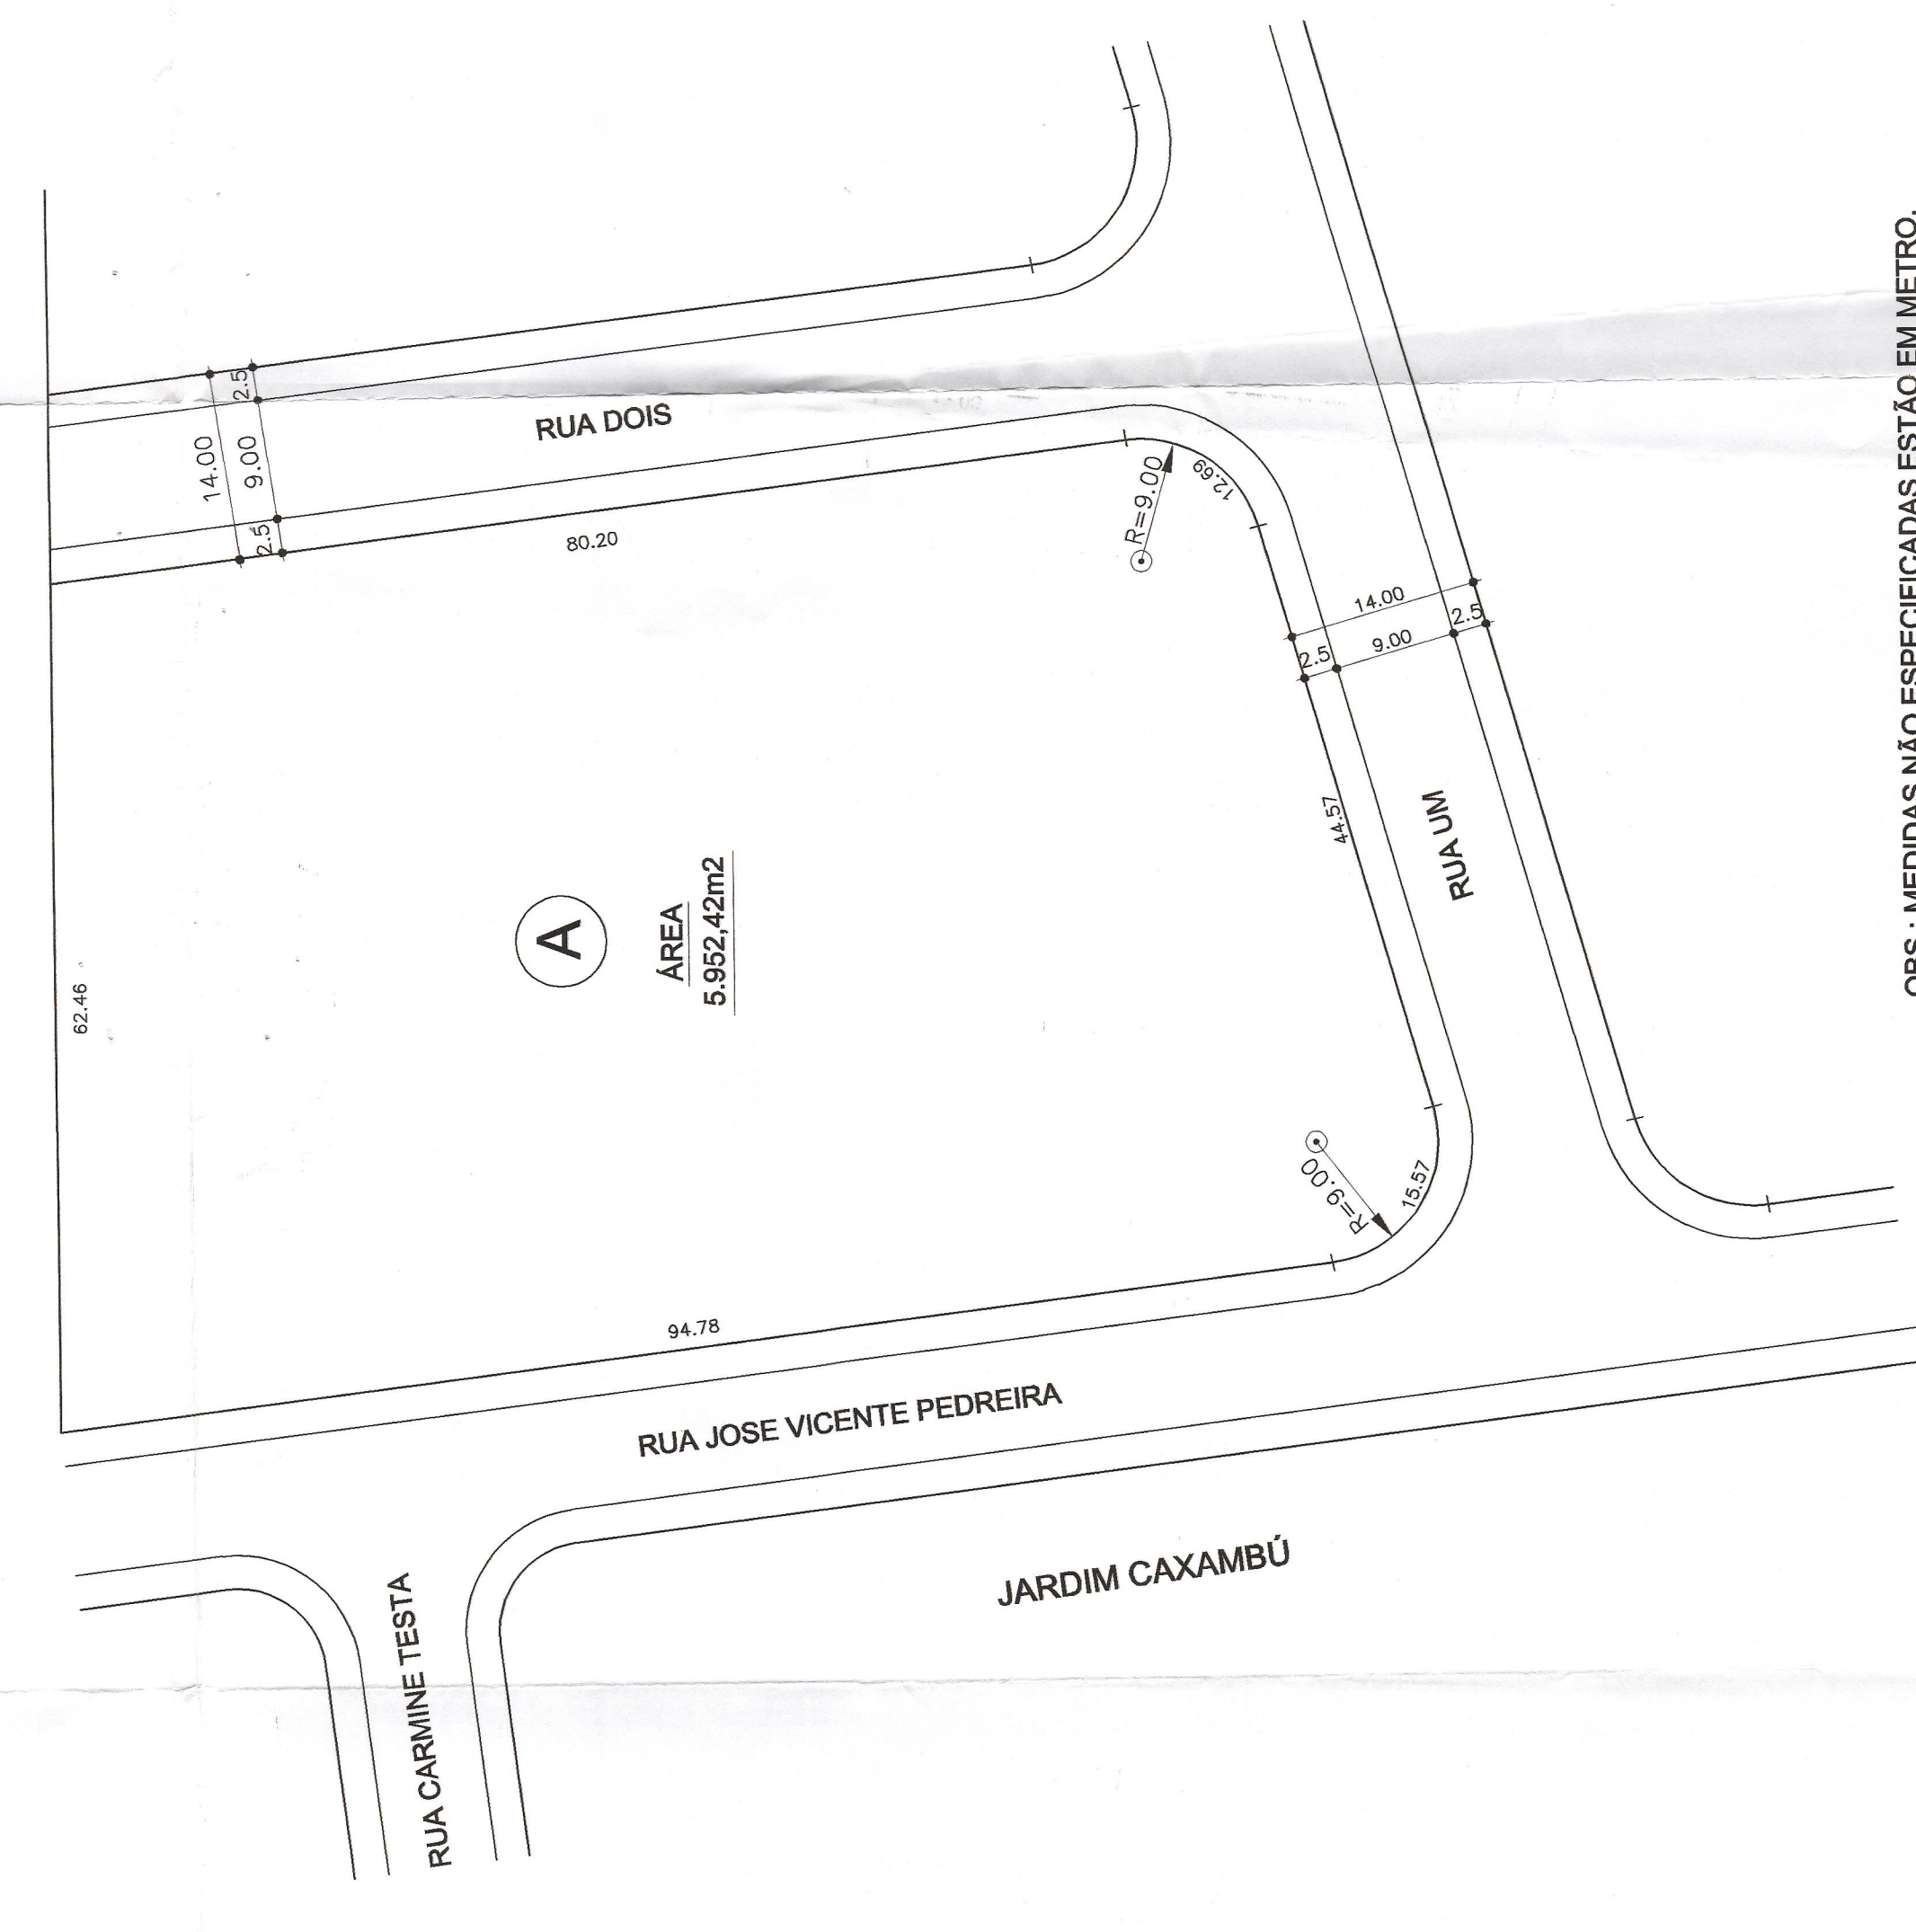 14.00
9.00
2.5
2.5
RUA DOIS
80.20
R=9.00
12.69
14.00
9.00
2.5
2.5
62.46
A
ÁREA
5.952,42m2
44.57
RUA UM
R=9.00
15.57
94.78
RUA JOSE VICENTE PEDREIRA
JARDIM CAXAMBÚ
RUA CARMINE TESTA
OBS.: MEDIDAS NÃO ESPECIFICADAS ESTÃO EM METRO.